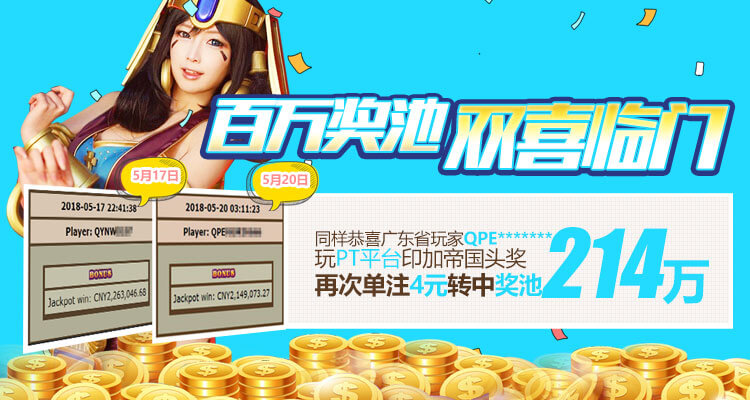 百万奖池 双喜临门
5月17日
2018-05-17 22:41:38
Player: QYNW
BONUS
Jackpot win: CNY2,263,046.68
5月20日
2018-05-20 03:11:23
Player: QPE
BONUS
Jackpot win: CNY2,149,073.27
同样恭喜广东省玩家QPE*******
玩PT平台印加帝国头奖
再次单注4元转中奖池214万